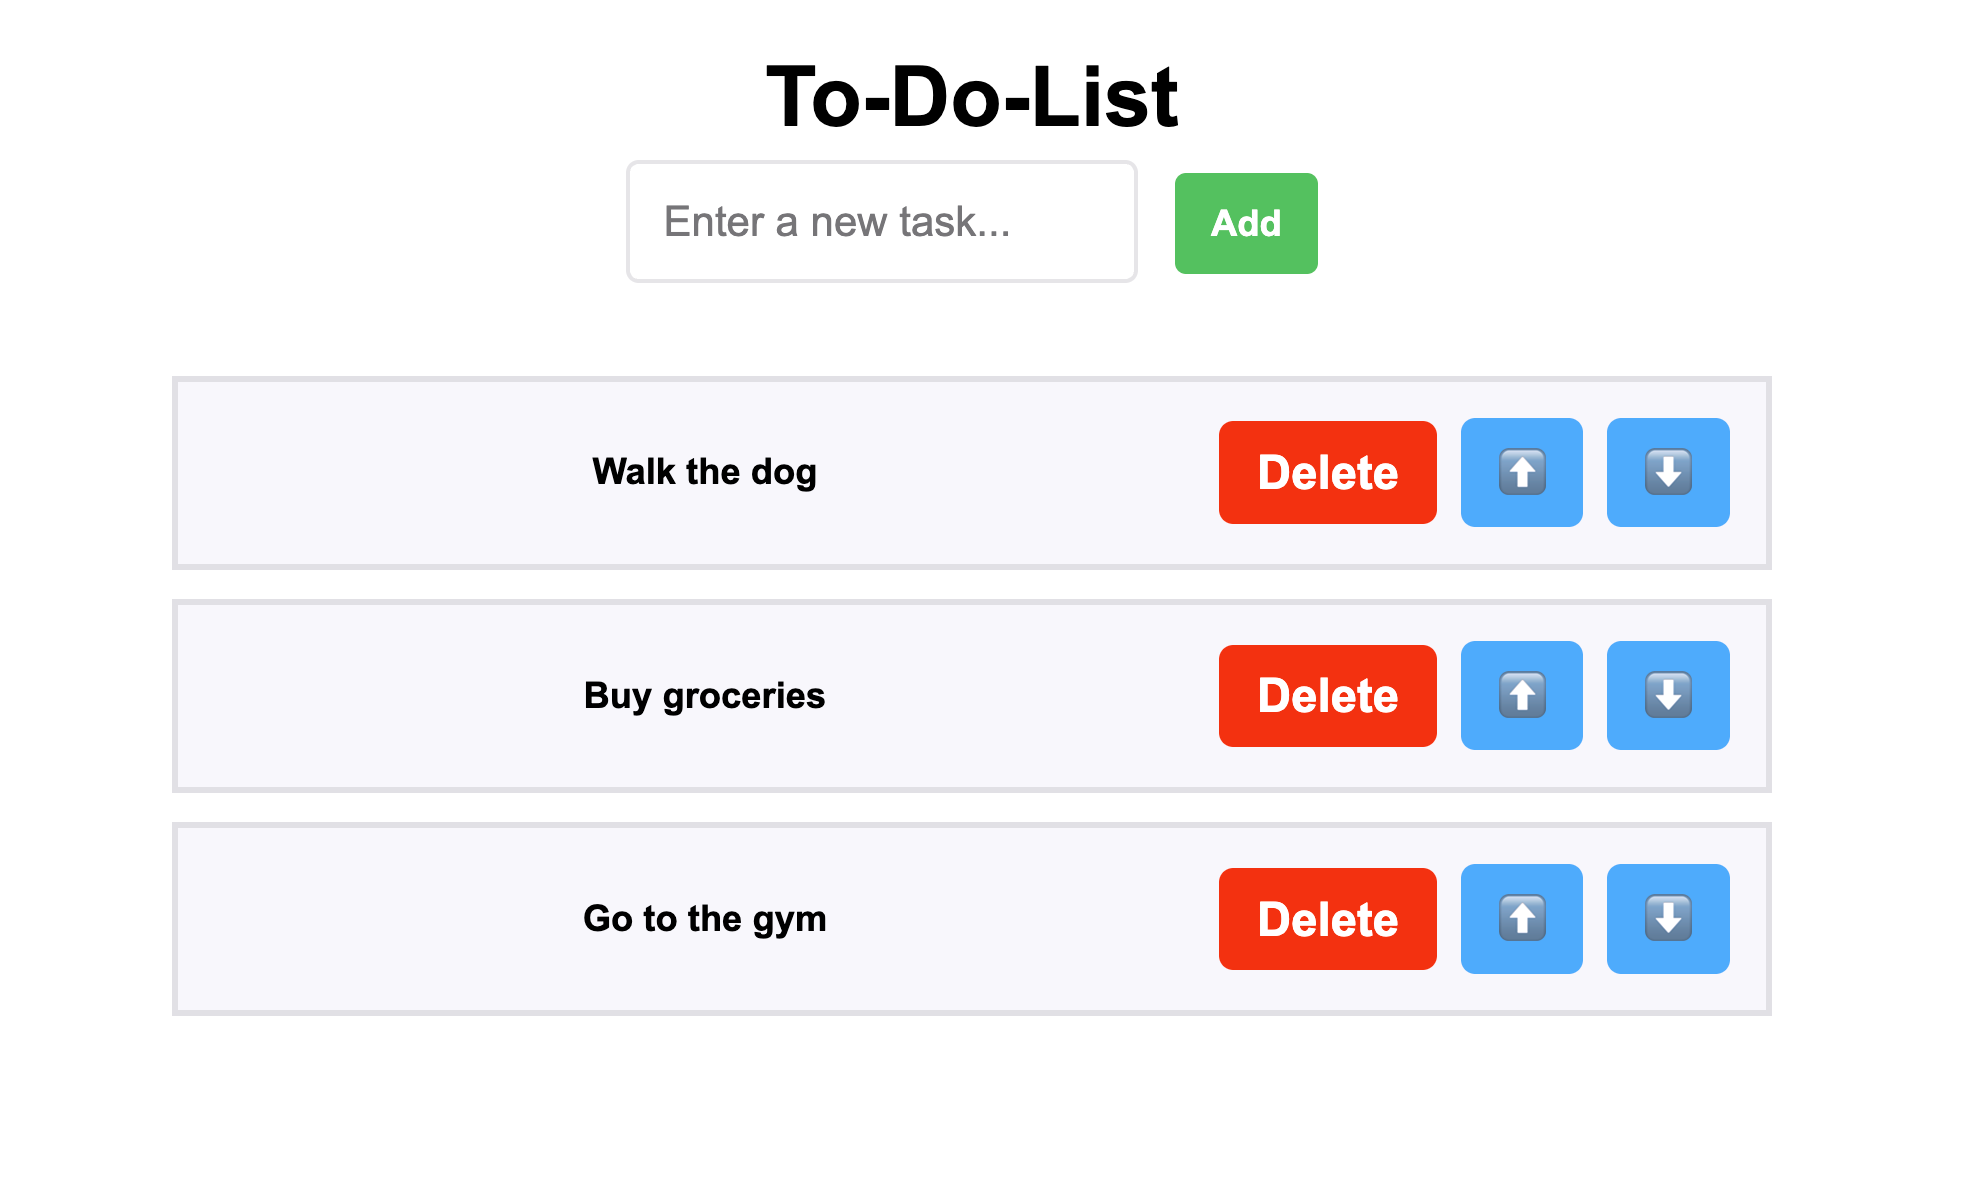 To-Do-List
Enter a new task...
Add
Walk the dog
Delete
⬆️
⬇️
Buy groceries
Delete
⬆️
⬇️
Go to the gym
Delete
⬆️
⬇️